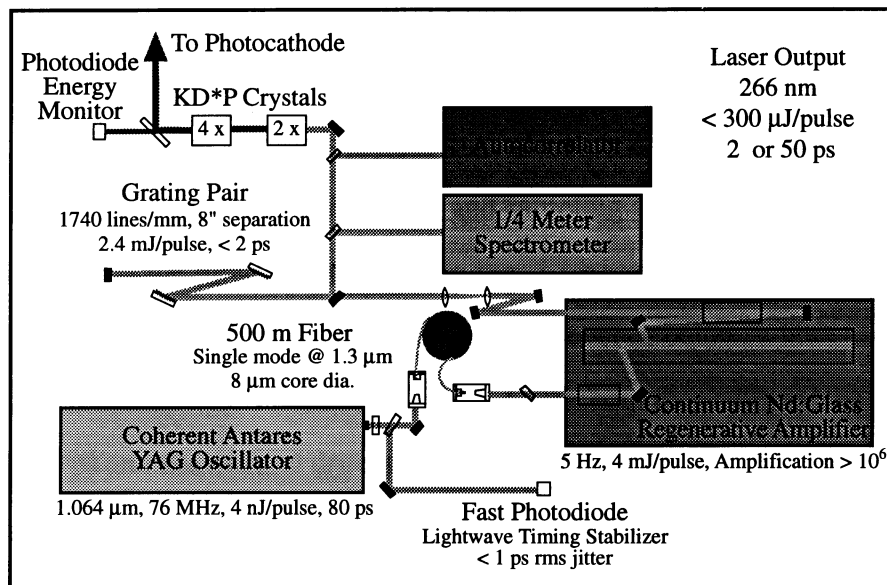 To Photocathode
Photodiode
Energy
Monitor
KD*P Crystals
4 x
2 x
Laser Output
266 nm
< 300 μJ/pulse
2 or 50 ps
Autocorrelator
Grating Pair
1740 lines/mm, 8" separation
2.4 mJ/pulse, < 2 ps
1/4 Meter
Spectrometer
500 m Fiber
Single mode @ 1.3 μm
8 μm core dia.
Continuum Nd:Glass
Regenerative Amplifier
5 Hz, 4 mJ/pulse, Amplification > 10⁶
Coherent Antares
YAG Oscillator
1.064 μm, 76 MHz, 4 nJ/pulse, 80 ps
Fast Photodiode
Lightwave Timing Stabilizer
< 1 ps rms jitter